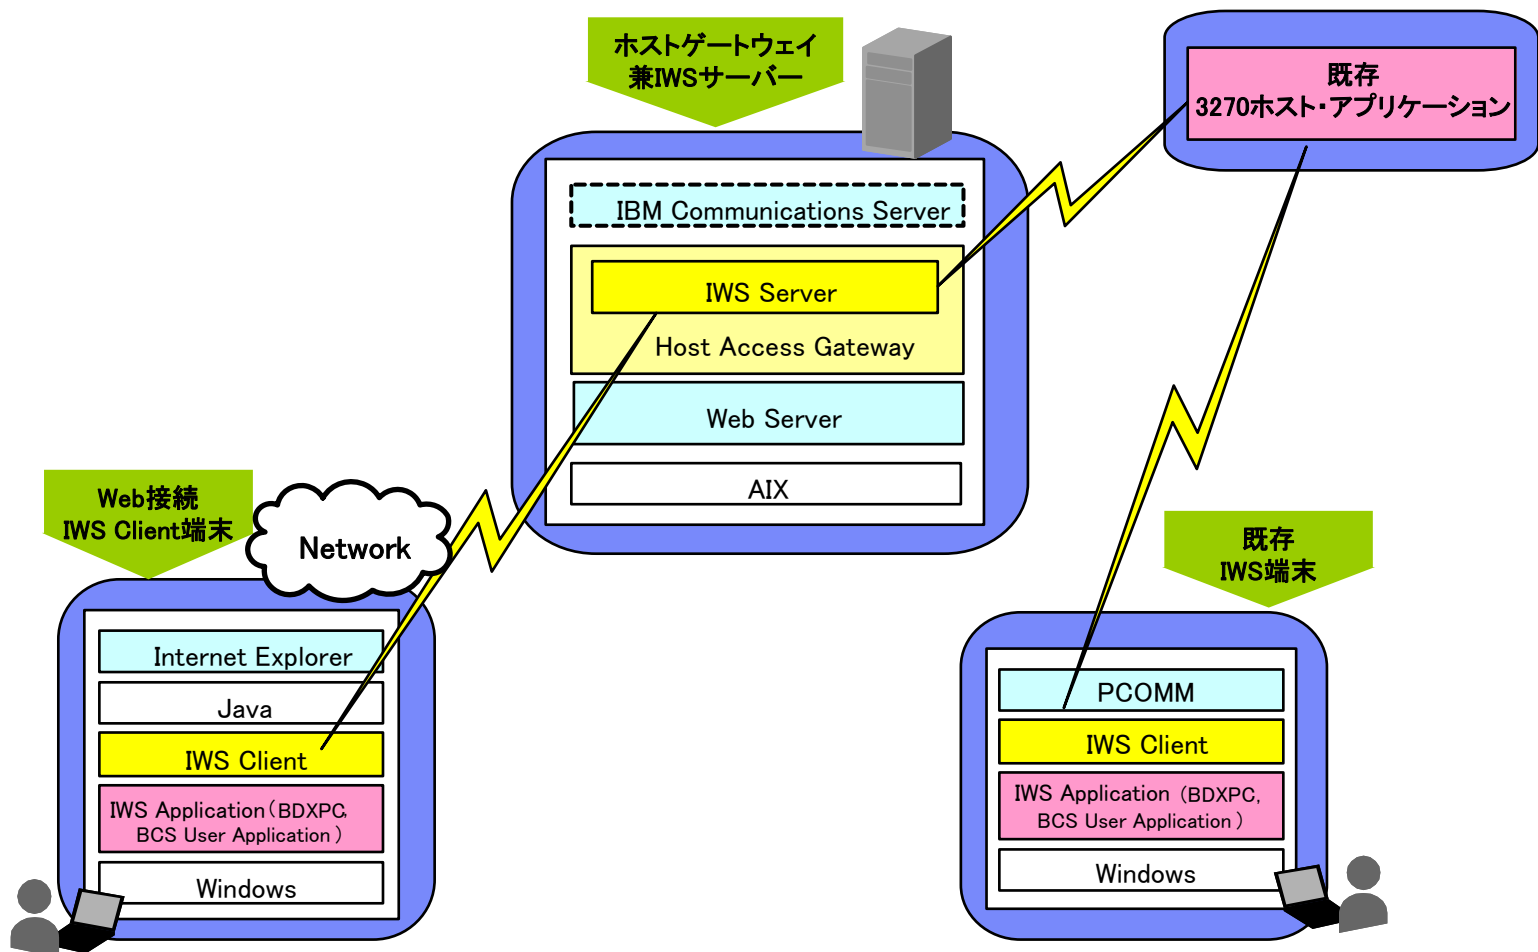 ホストゲートウェイ
兼IWSサーバー
既存
3270ホスト・アプリケーション
IBM Communications Server
IWS Server
Host Access Gateway
Web Server
AIX
Web接続
IWS Client端末
Network
既存
IWS端末
Internet Explorer
Java
IWS Client
IWS Application(BDXPC,
BCS User Application)
Windows
PCOMM
IWS Client
IWS Application (BDXPC,
BCS User Application)
Windows